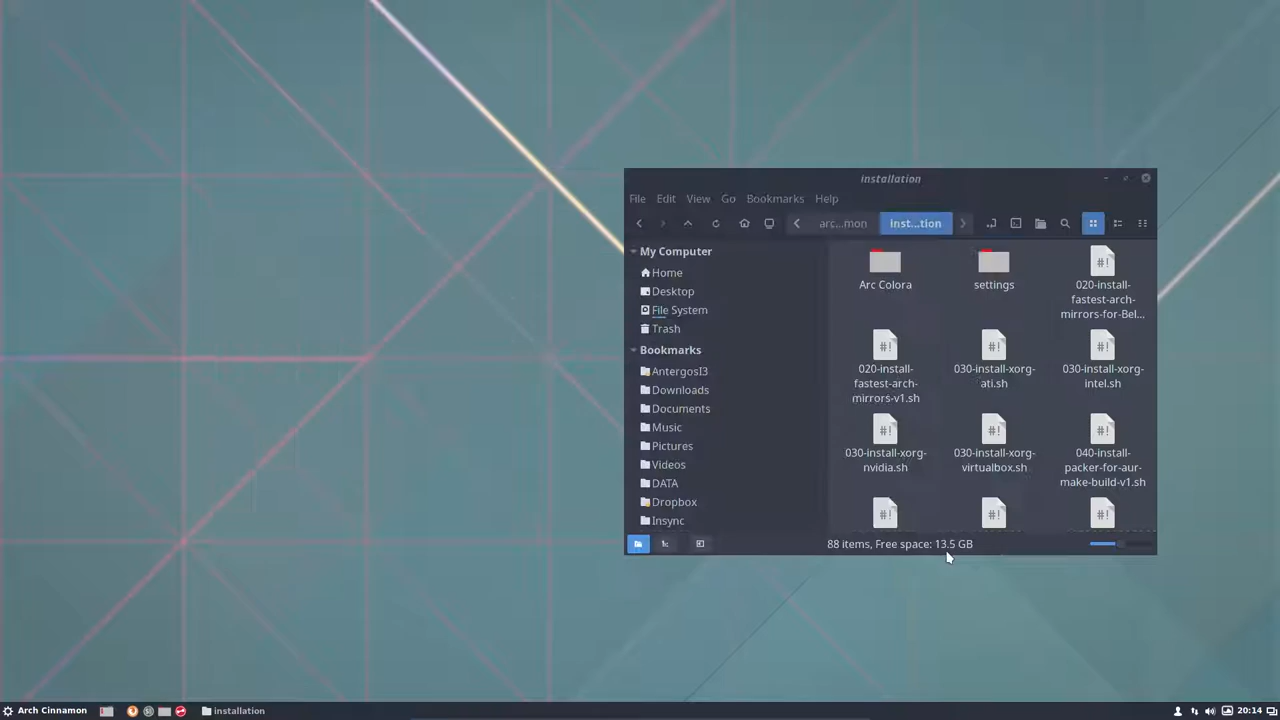 installation
File Edit View Go Bookmarks Help
arc...mon inst...tion
My Computer
Home
Desktop
File System
Trash
Bookmarks
AntergosI3
Downloads
Documents
Music
Pictures
Videos
DATA
Dropbox
Insync
Arc Colora
settings
#!
020-install-
fastest-arch-
mirrors-for-Bel...
#!
020-install-
fastest-arch-
mirrors-v1.sh
#!
030-install-xorg-
ati.sh
#!
030-install-xorg-
intel.sh
#!
030-install-xorg-
nvidia.sh
#!
030-install-xorg-
virtualbox.sh
#!
040-install-
packer-for-aur-
make-build-v1.sh
#!
#!
#!
88 items, Free space: 13.5 GB
Arch Cinnamon
installation
20:14